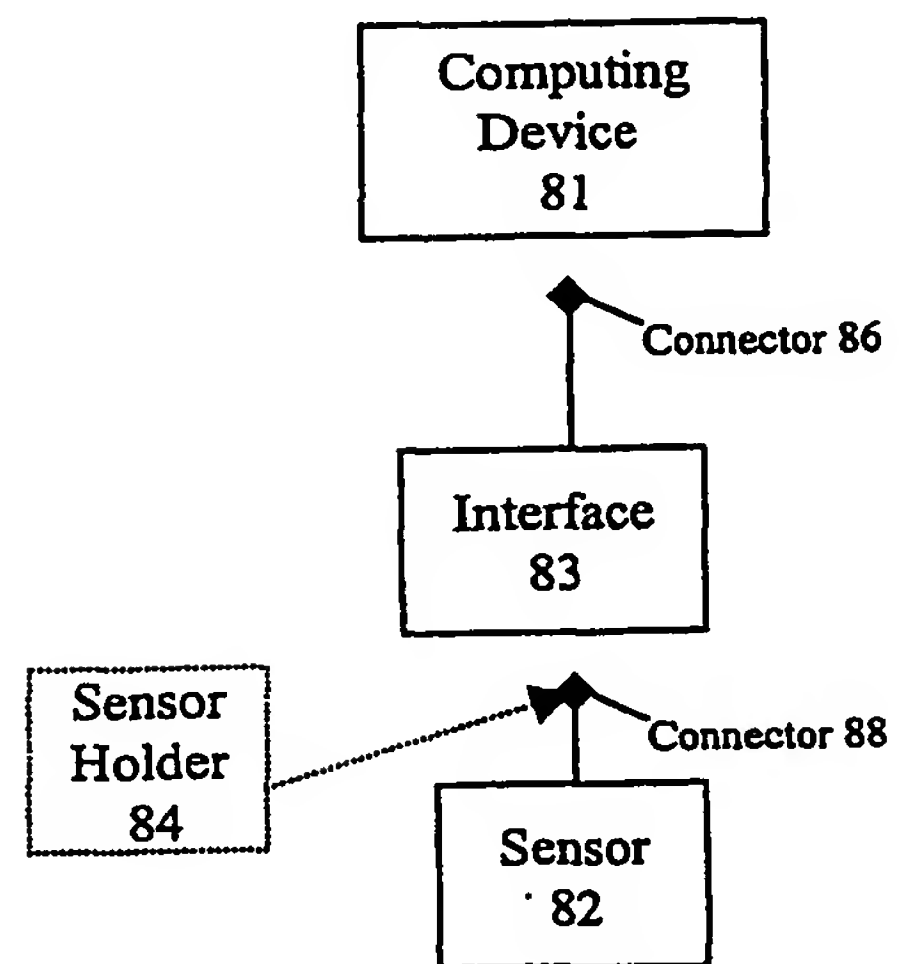 Computing
Device
81
Connector 86
Interface
83
Sensor
Holder
84
Connector 88
Sensor
82